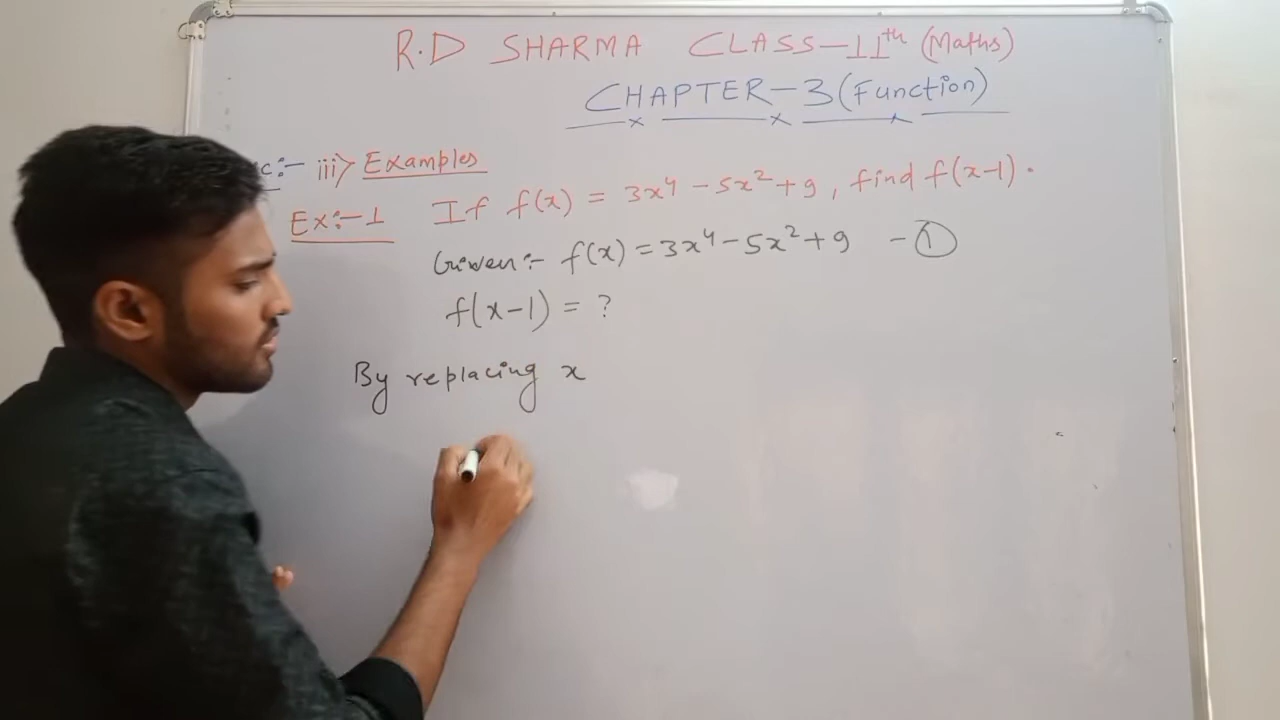 R.D SHARMA CLASS-11th (Maths)
CHAPTER-3 (Function)
c:- iii> Examples
Ex:-1 If f(x) = 3x⁴ - 5x² + 9, find f(x-1).
Given:- f(x) = 3x⁴ - 5x² + 9 - ①
f(x-1) = ?
By replacing x